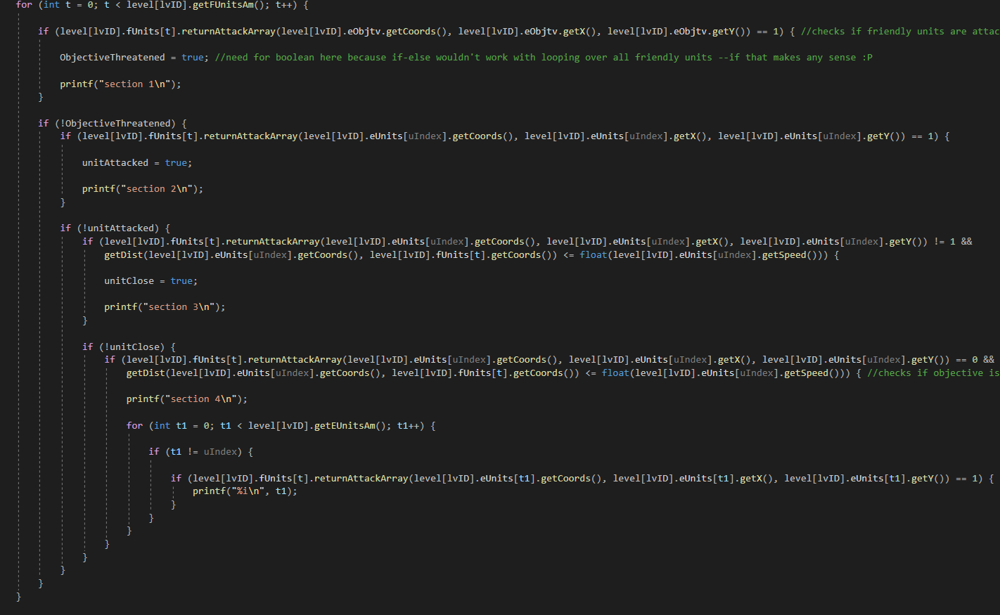 for (int t = 0; t < level[lvID].getFUnitsAm(); t++) {
if (level[lvID].fUnits[t].returnAttackArray(level[lvID].eObjtv.getCoords(), level[lvID].eObjtv.getX(), level[lvID].eObjtv.getY()) == 1) { //checks if friendly units are attac
ObjectiveThreatened = true; //need for boolean here because if-else wouldn't work with looping over all friendly units --if that makes any sense :P
printf("section 1\n");
}
if (!ObjectiveThreatened) {
if (level[lvID].fUnits[t].returnAttackArray(level[lvID].eUnits[uIndex].getCoords(), level[lvID].eUnits[uIndex].getX(), level[lvID].eUnits[uIndex].getY()) == 1) {
unitAttacked = true;
printf("section 2\n");
}
if (!unitAttacked) {
if (level[lvID].fUnits[t].returnAttackArray(level[lvID].eUnits[uIndex].getCoords(), level[lvID].eUnits[uIndex].getX(), level[lvID].eUnits[uIndex].getY()) != 1 &&
getDist(level[lvID].eUnits[uIndex].getCoords(), level[lvID].fUnits[t].getCoords()) <= float(level[lvID].eUnits[uIndex].getSpeed())) {
unitClose = true;
printf("section 3\n");
}
if (!unitClose) {
if (level[lvID].fUnits[t].returnAttackArray(level[lvID].eUnits[uIndex].getCoords(), level[lvID].eUnits[uIndex].getX(), level[lvID].eUnits[uIndex].getY()) == 0 &&
getDist(level[lvID].eUnits[uIndex].getCoords(), level[lvID].fUnits[t].getCoords()) <= float(level[lvID].eUnits[uIndex].getSpeed())) { //checks if objective is
printf("section 4\n");
for (int t1 = 0; t1 < level[lvID].getEUnitsAm(); t1++) {
if (t1 != uIndex) {
if (level[lvID].fUnits[t].returnAttackArray(level[lvID].eUnits[t1].getCoords(), level[lvID].eUnits[t1].getX(), level[lvID].eUnits[t1].getY()) == 1) {
printf("%i\n", t1);
}
}
}
}
}
}
}
}